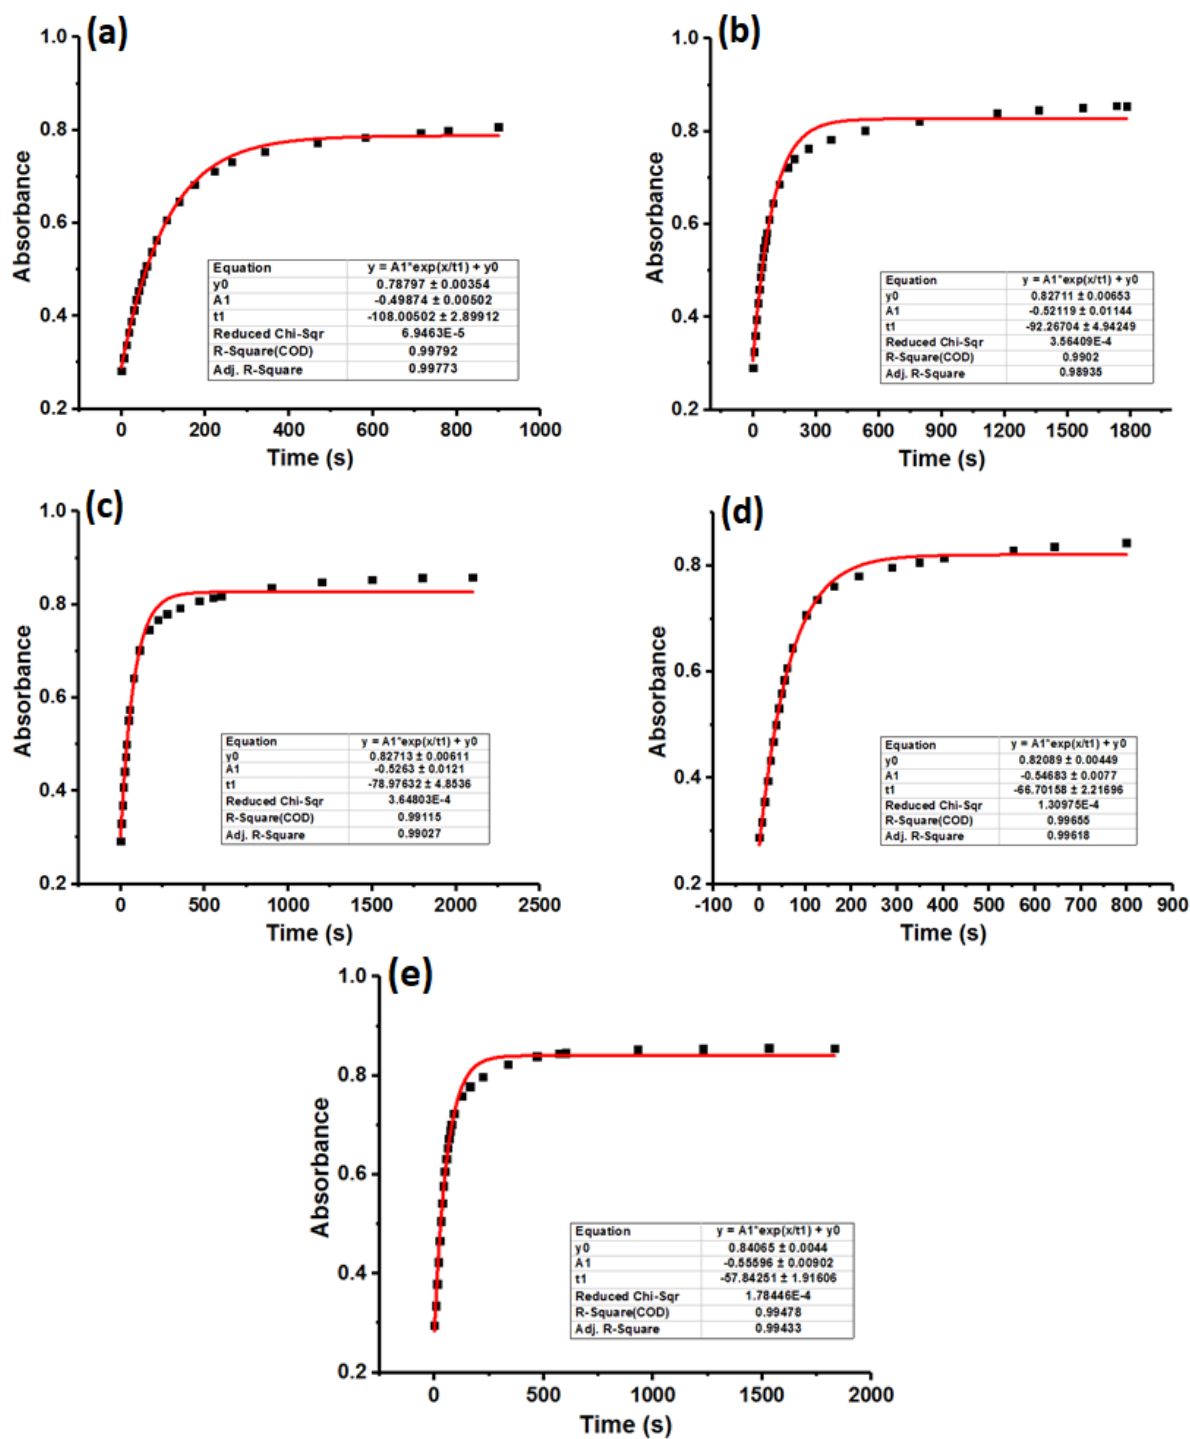 (a)
1.0
0.8
0.6
0.4
0.2
Absorbance
Equation y = A1*exp(x/t1) + y0
y0 0.78797 ± 0.00354
A1 -0.49874 ± 0.00502
t1 -108.00502 ± 2.89912
Reduced Chi-Sqr 6.9463E-5
R-Square(COD) 0.99792
Adj. R-Square 0.99773
0 200 400 600 800 1000
Time (s)
(b)
1.0
0.8
0.6
0.4
0.2
Absorbance
Equation y = A1*exp(x/t1) + y0
y0 0.82711 ± 0.00653
A1 -0.52119 ± 0.01144
t1 -92.26704 ± 4.94249
Reduced Chi-Sqr 3.56409E-4
R-Square(COD) 0.9902
Adj. R-Square 0.98935
0 300 600 900 1200 1500 1800
Time (s)
(c)
1.0
0.8
0.6
0.4
0.2
Absorbance
Equation y = A1*exp(x/t1) + y0
y0 0.82713 ± 0.00611
A1 -0.5263 ± 0.0121
t1 -78.97632 ± 4.8536
Reduced Chi-Sqr 3.64803E-4
R-Square(COD) 0.99115
Adj. R-Square 0.99027
0 500 1000 1500 2000 2500
Time (s)
(d)
0.8
0.6
0.4
0.2
Absorbance
Equation y = A1*exp(x/t1) + y0
y0 0.82089 ± 0.00449
A1 -0.54683 ± 0.0077
t1 -66.70158 ± 2.21696
Reduced Chi-Sqr 1.30975E-4
R-Square(COD) 0.99655
Adj. R-Square 0.99618
-100 0 100 200 300 400 500 600 700 800 900
Time (s)
(e)
1.0
0.8
0.6
0.4
0.2
Absorbance
Equation y = A1*exp(x/t1) + y0
y0 0.84065 ± 0.0044
A1 -0.55596 ± 0.00902
t1 -57.84251 ± 1.91606
Reduced Chi-Sqr 1.78446E-4
R-Square(COD) 0.99478
Adj. R-Square 0.99433
0 500 1000 1500 2000
Time (s)